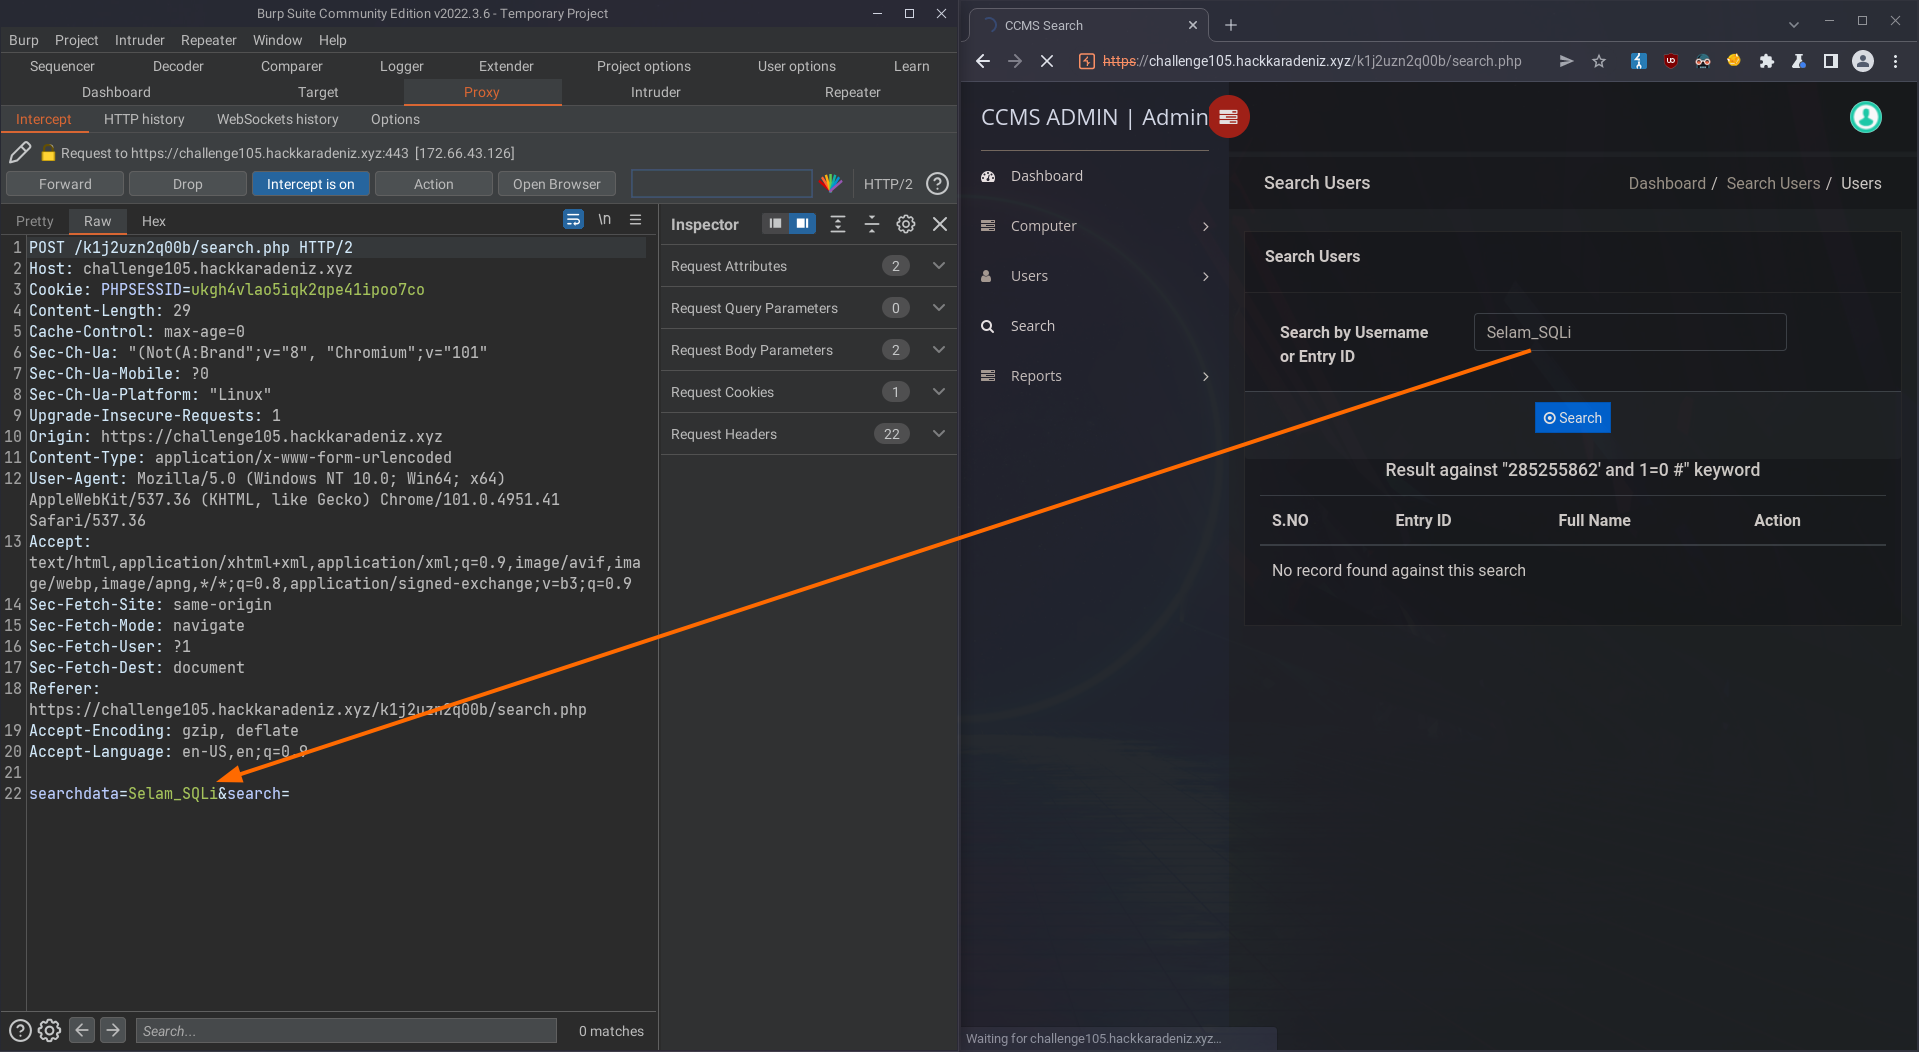 Burp Suite Community Edition v2022.3.6 - Temporary Project
Burp Project Intruder Repeater Window Help
Sequencer Decoder Comparer Logger Extender Project options User options Learn
Dashboard Target Proxy Intruder Repeater
Intercept HTTP history WebSockets history Options
Request to https://challenge105.hackkaradeniz.xyz:443 [172.66.43.126]
Forward Drop Intercept is on Action Open Browser HTTP/2 ?
Pretty Raw Hex \n
1 POST /k1j2uzn2q00b/search.php HTTP/2
2 Host: challenge105.hackkaradeniz.xyz
3 Cookie: PHPSESSID=ukgh4vlao5iqk2qpe41ipoo7co
4 Content-Length: 29
5 Cache-Control: max-age=0
6 Sec-Ch-Ua: "(Not(A:Brand";v="8", "Chromium";v="101"
7 Sec-Ch-Ua-Mobile: ?0
8 Sec-Ch-Ua-Platform: "Linux"
9 Upgrade-Insecure-Requests: 1
10 Origin: https://challenge105.hackkaradeniz.xyz
11 Content-Type: application/x-www-form-urlencoded
12 User-Agent: Mozilla/5.0 (Windows NT 10.0; Win64; x64)
AppleWebKit/537.36 (KHTML, like Gecko) Chrome/101.0.4951.41
Safari/537.36
13 Accept:
text/html,application/xhtml+xml,application/xml;q=0.9,image/avif,ima
ge/webp,image/apng,*/*;q=0.8,application/signed-exchange;v=b3;q=0.9
14 Sec-Fetch-Site: same-origin
15 Sec-Fetch-Mode: navigate
16 Sec-Fetch-User: ?1
17 Sec-Fetch-Dest: document
18 Referer:
https://challenge105.hackkaradeniz.xyz/k1j2uzn2q00b/search.php
19 Accept-Encoding: gzip, deflate
20 Accept-Language: en-US,en;q=0.9
21
22 searchdata=Selam_SQLi&search=
? Search... 0 matches
Inspector
Request Attributes 2
Request Query Parameters 0
Request Body Parameters 2
Request Cookies 1
Request Headers 22
CCMS Search
https://challenge105.hackkaradeniz.xyz/k1j2uzn2q00b/search.php
CCMS ADMIN | Admin
Dashboard
Computer
Users
Search
Reports
Search Users
Dashboard / Search Users / Users
Search Users
Search by Username
or Entry ID
Selam_SQLi
Search
Result against "285255862' and 1=0 #" keyword
S.NO Entry ID Full Name Action
No record found against this search
Waiting for challenge105.hackkaradeniz.xyz...